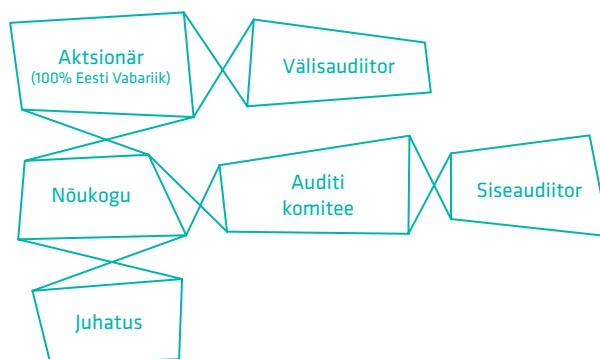 Aktsionär
(100% Eesti Vabariik)
Välisaudiitor
Nõukogu
Auditi
komitee
Siseaudiitor
Juhatus